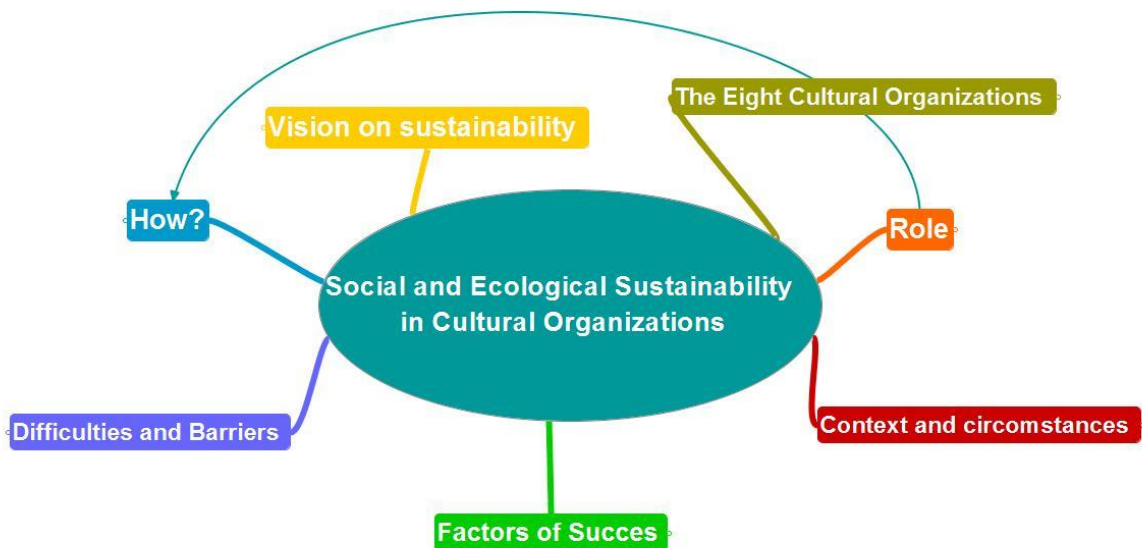 The Eight Cultural Organizations
Vision on sustainability
How?
Role
Social and Ecological Sustainability
in Cultural Organizations
Difficulties and Barriers
Context and circomstances
Factors of Succes